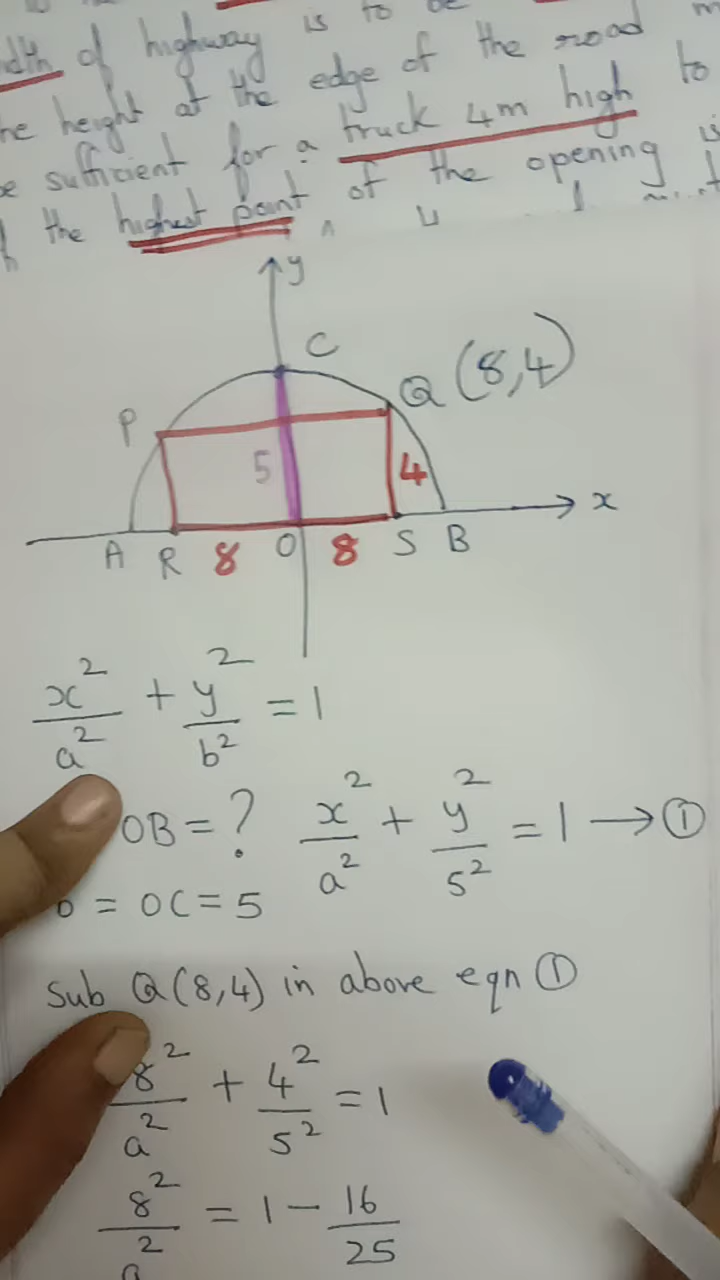 of highway is to be
height at the edge of the road
sufficient for a truck 4m high to
the highest point of the opening is
y
C
Q (8,4)
P
5
4
x
A R 8 O 8 S B
x²/a² + y²/b² = 1
OB = ? x²/a² + y²/5² = 1 → ①
= OC = 5
Sub Q(8,4) in above eqn ①
8²/a² + 4²/5² = 1
8²/a² = 1 - 16/25